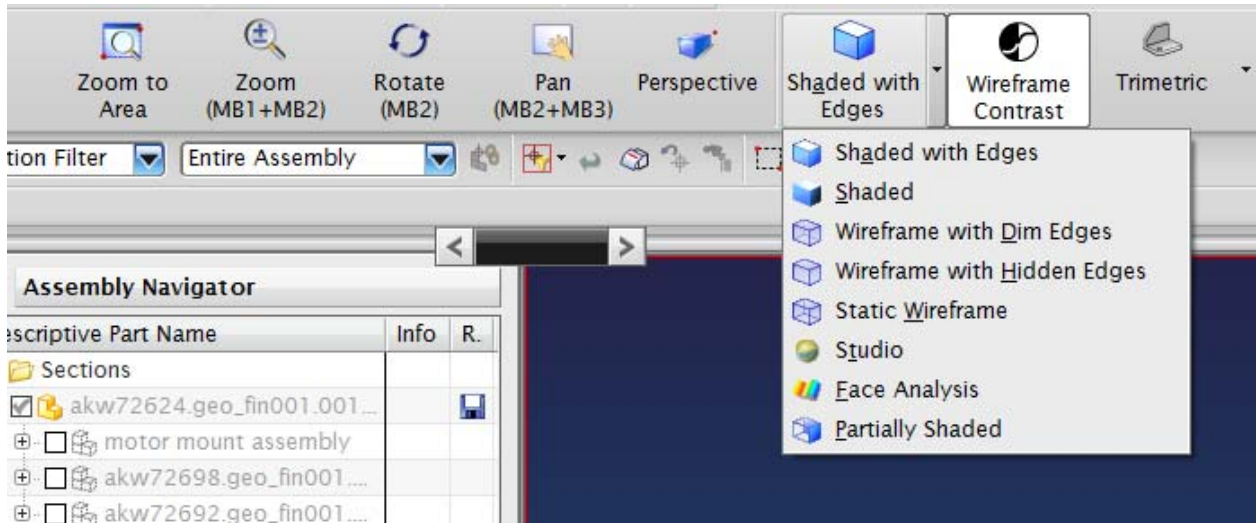 Zoom to
Area
Zoom
(MB1+MB2)
Rotate
(MB2)
Pan
(MB2+MB3)
Perspective
Shaded with
Edges
Wireframe
Contrast
Trimetric
tion Filter
Entire Assembly
Shaded with Edges
Shaded
Wireframe with Dim Edges
Wireframe with Hidden Edges
Static Wireframe
Studio
Face Analysis
Partially Shaded
Assembly Navigator
escriptive Part Name Info R.
Sections
akw72624.geo_fin001.001...
motor mount assembly
akw72698.geo_fin001....
akw72692.geo_fin001....